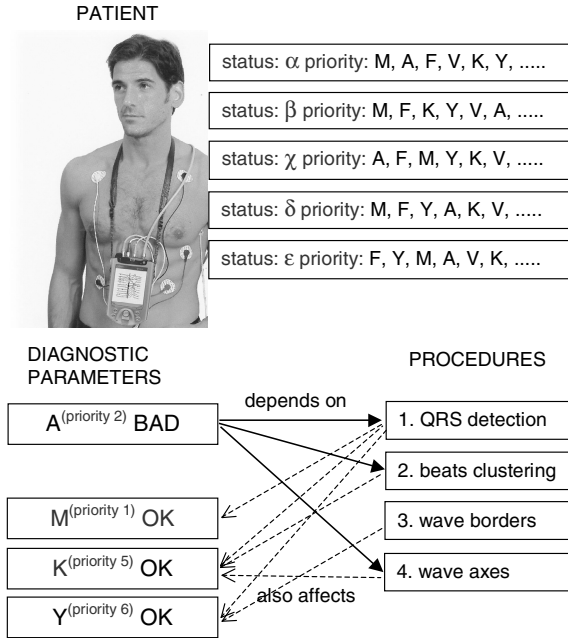 PATIENT
status: α priority: M, A, F, V, K, Y, .....
status: β priority: M, F, K, Y, V, A, .....
status: χ priority: A, F, M, Y, K, V, .....
status: δ priority: M, F, Y, A, K, V, .....
status: ε priority: F, Y, M, A, V, K, .....
DIAGNOSTIC
PARAMETERS
PROCEDURES
A(priority 2) BAD
depends on
1. QRS detection
2. beats clustering
M(priority 1) OK
3. wave borders
K(priority 5) OK
4. wave axes
also affects
Y(priority 6) OK